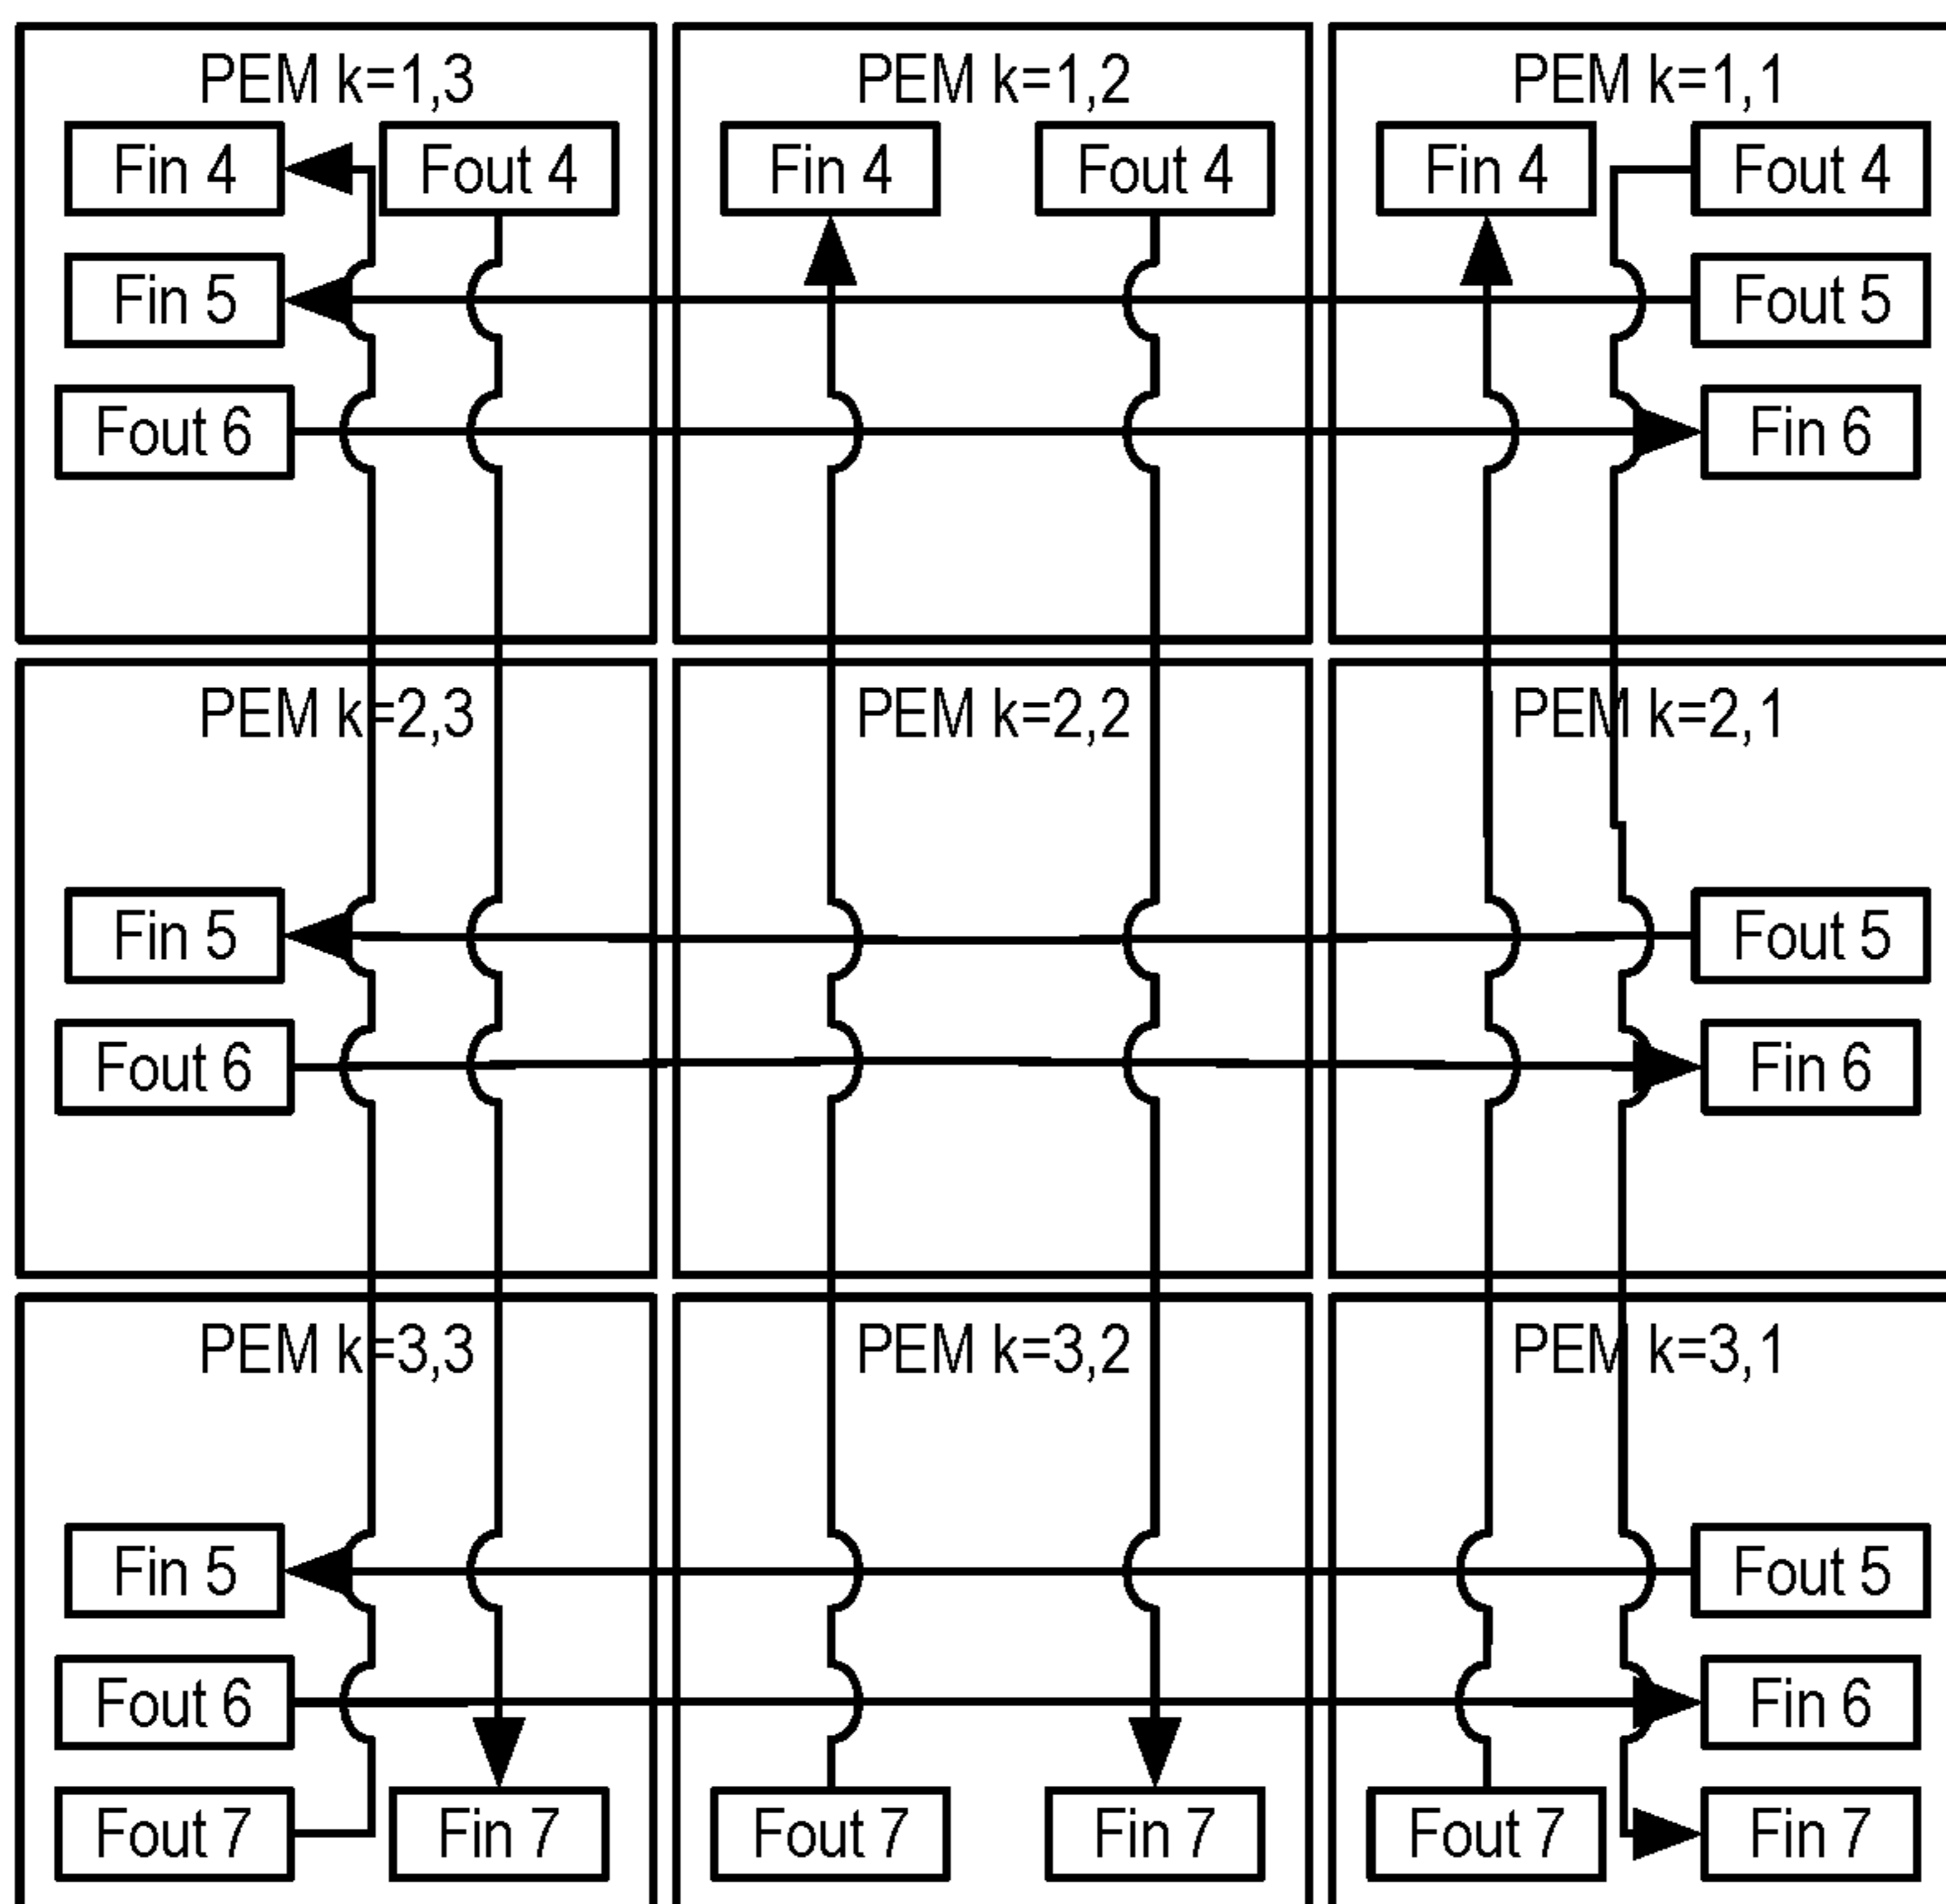 PEM k=1,3
PEM k=1,2
PEM k=1,1
Fin 4
Fout 4
Fin 4
Fout 4
Fin 4
Fout 4
Fin 5
Fout 5
Fout 6
Fin 6
PEM k=2,3
PEM k=2,2
PEM k=2,1
Fin 5
Fout 5
Fout 6
Fin 6
PEM k=3,3
PEM k=3,2
PEM k=3,1
Fin 5
Fout 5
Fout 6
Fin 6
Fout 7
Fin 7
Fout 7
Fin 7
Fout 7
Fin 7